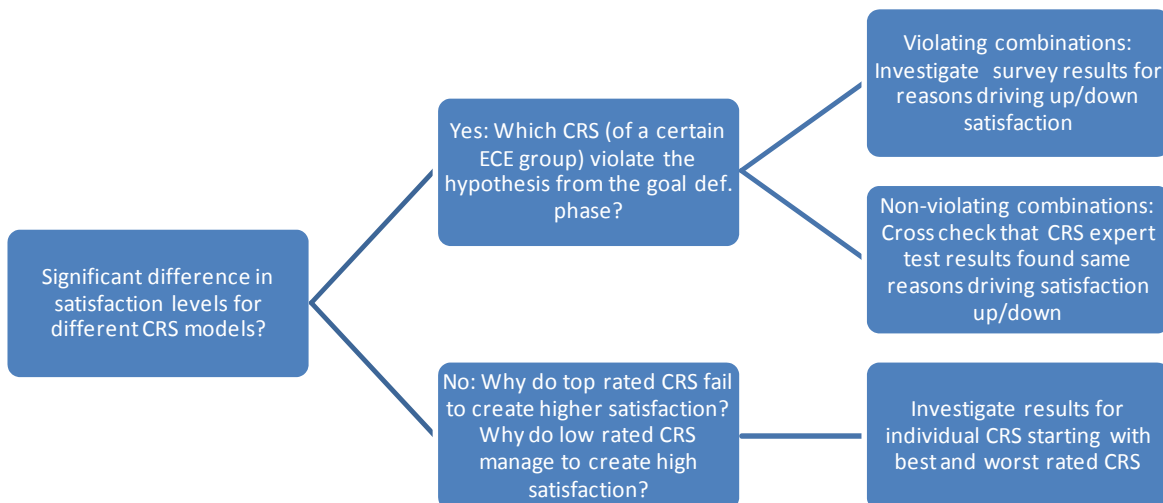 Significant difference in
satisfaction levels for
different CRS models?
Yes: Which CRS (of a certain
ECE group) violate the
hypothesis from the goal def.
phase?
Violating combinations:
Investigate survey results for
reasons driving up/down
satisfaction
Non-violating combinations:
Cross check that CRS expert
test results found same
reasons driving satisfaction
up/down
No: Why do top rated CRS fail
to create higher satisfaction?
Why do low rated CRS
manage to create high
satisfaction?
Investigate results for
individual CRS starting with
best and worst rated CRS